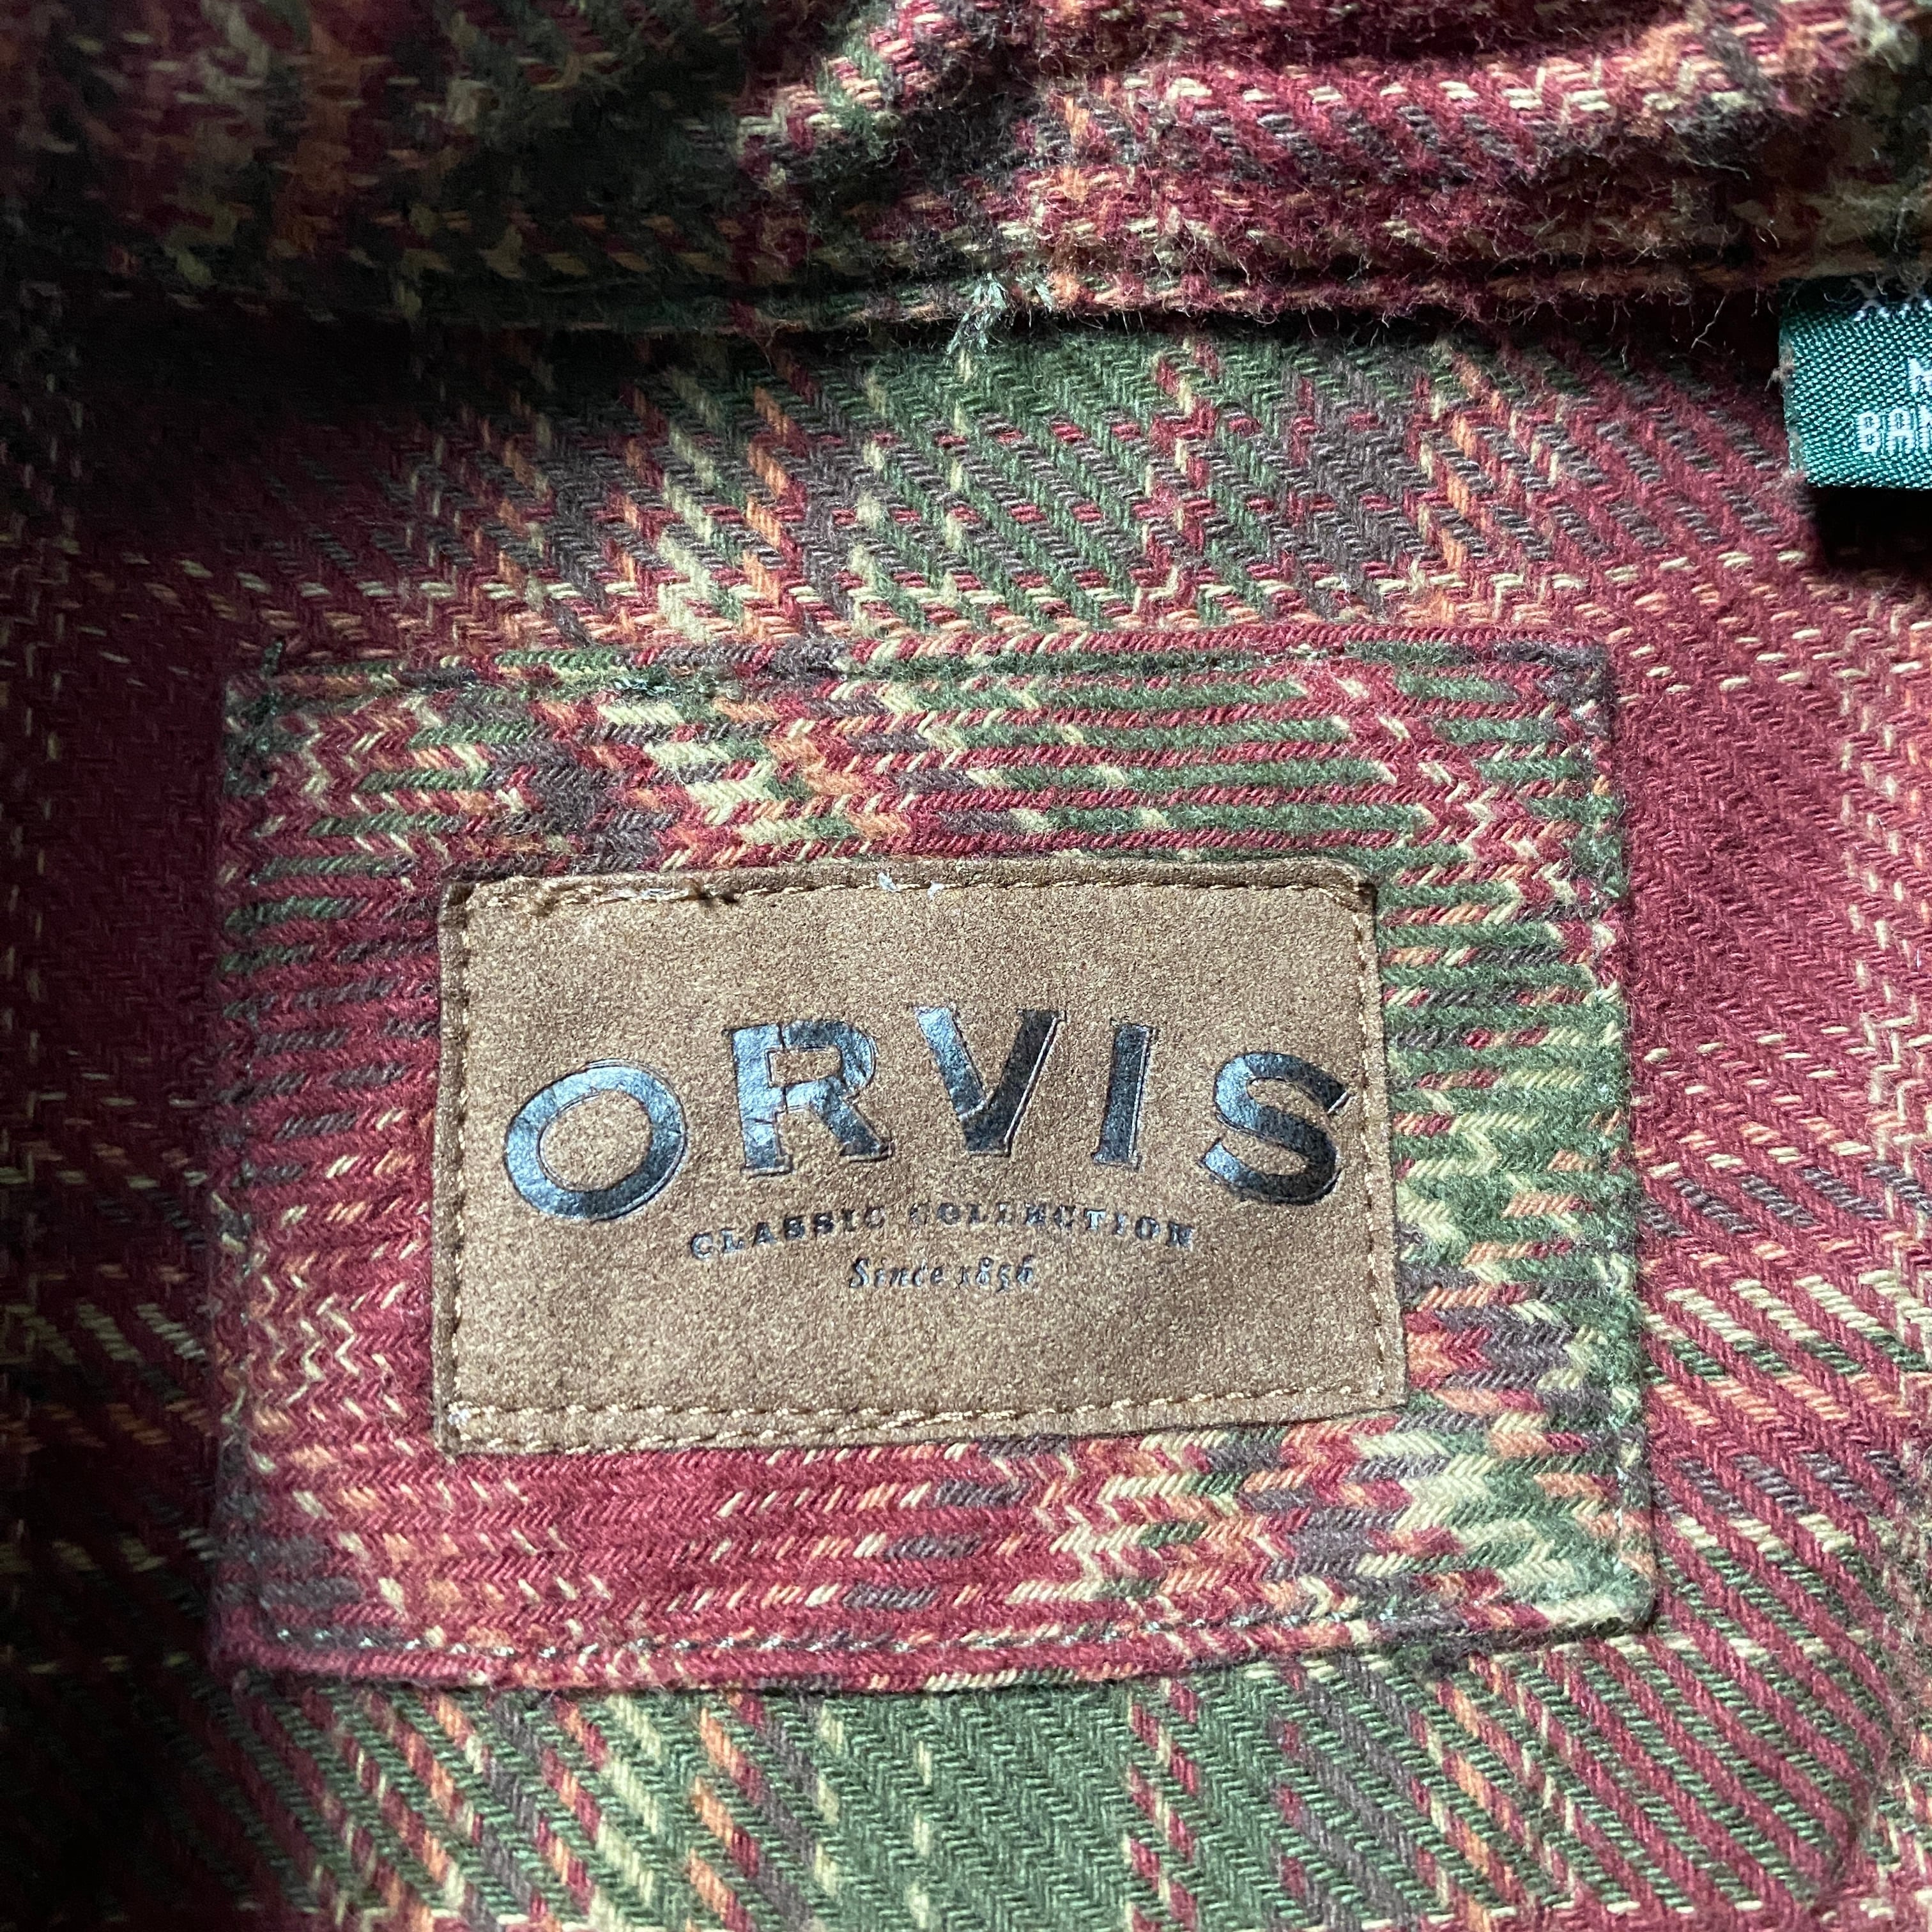 ORVIS
CLASSIC COLLECTION
Since 1856